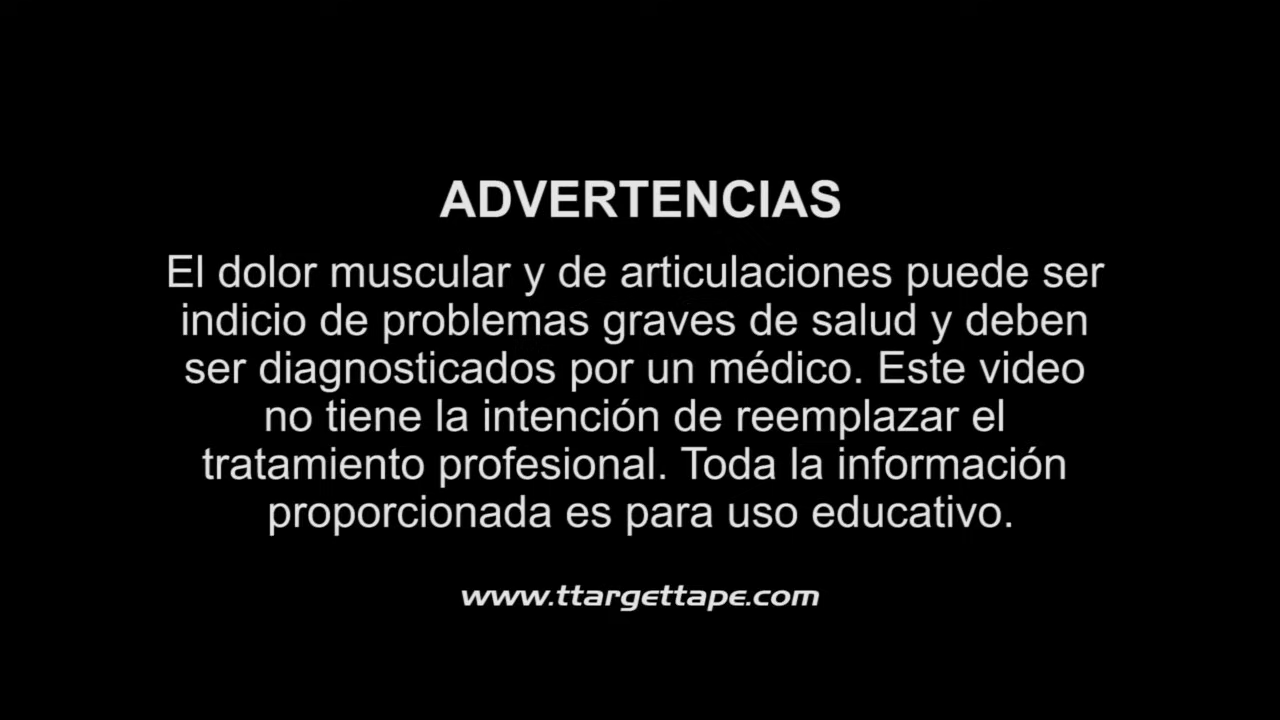 ADVERTENCIAS
El dolor muscular y de articulaciones puede ser
indicio de problemas graves de salud y deben
ser diagnosticados por un médico. Este video
no tiene la intención de reemplazar el
tratamiento profesional. Toda la información
proporcionada es para uso educativo.
www.ttargettape.com